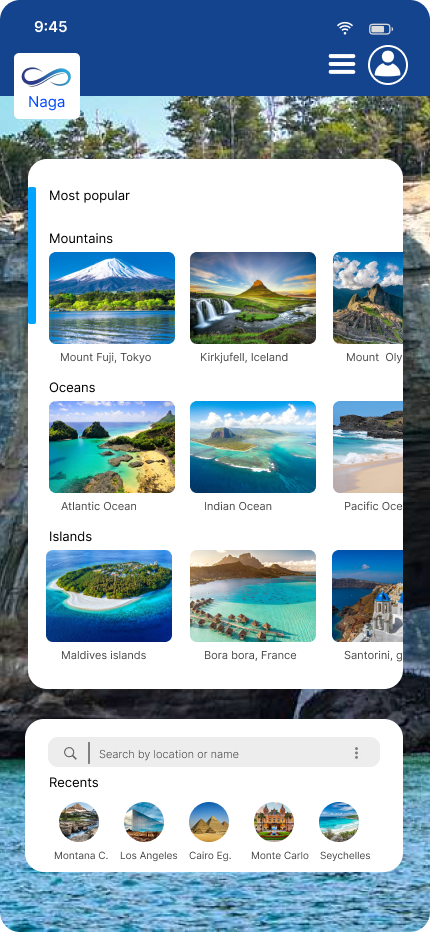 9:45
Naga
Most popular
Mountains
Mount Fuji, Tokyo
Kirkjufell, Iceland
Mount Oly
Oceans
Atlantic Ocean
Indian Ocean
Pacific Oce
Islands
Maldives islands
Bora bora, France
Santorini, g
Search by location or name
Recents
Montana C.
Los Angeles
Cairo Eg.
Monte Carlo
Seychelles